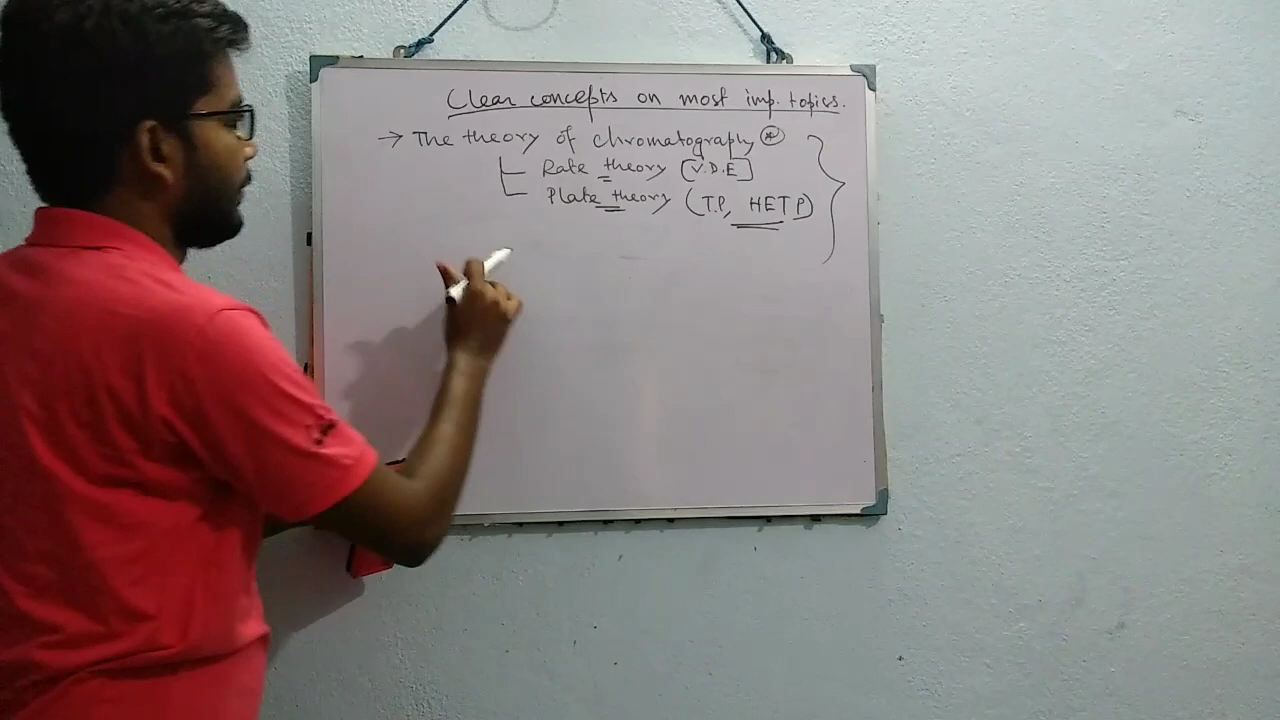 Clear concepts on most imp. topics.
→ The theory of chromatography *
Rate theory [V.D.E]
Plate theory (T.P, HETP)